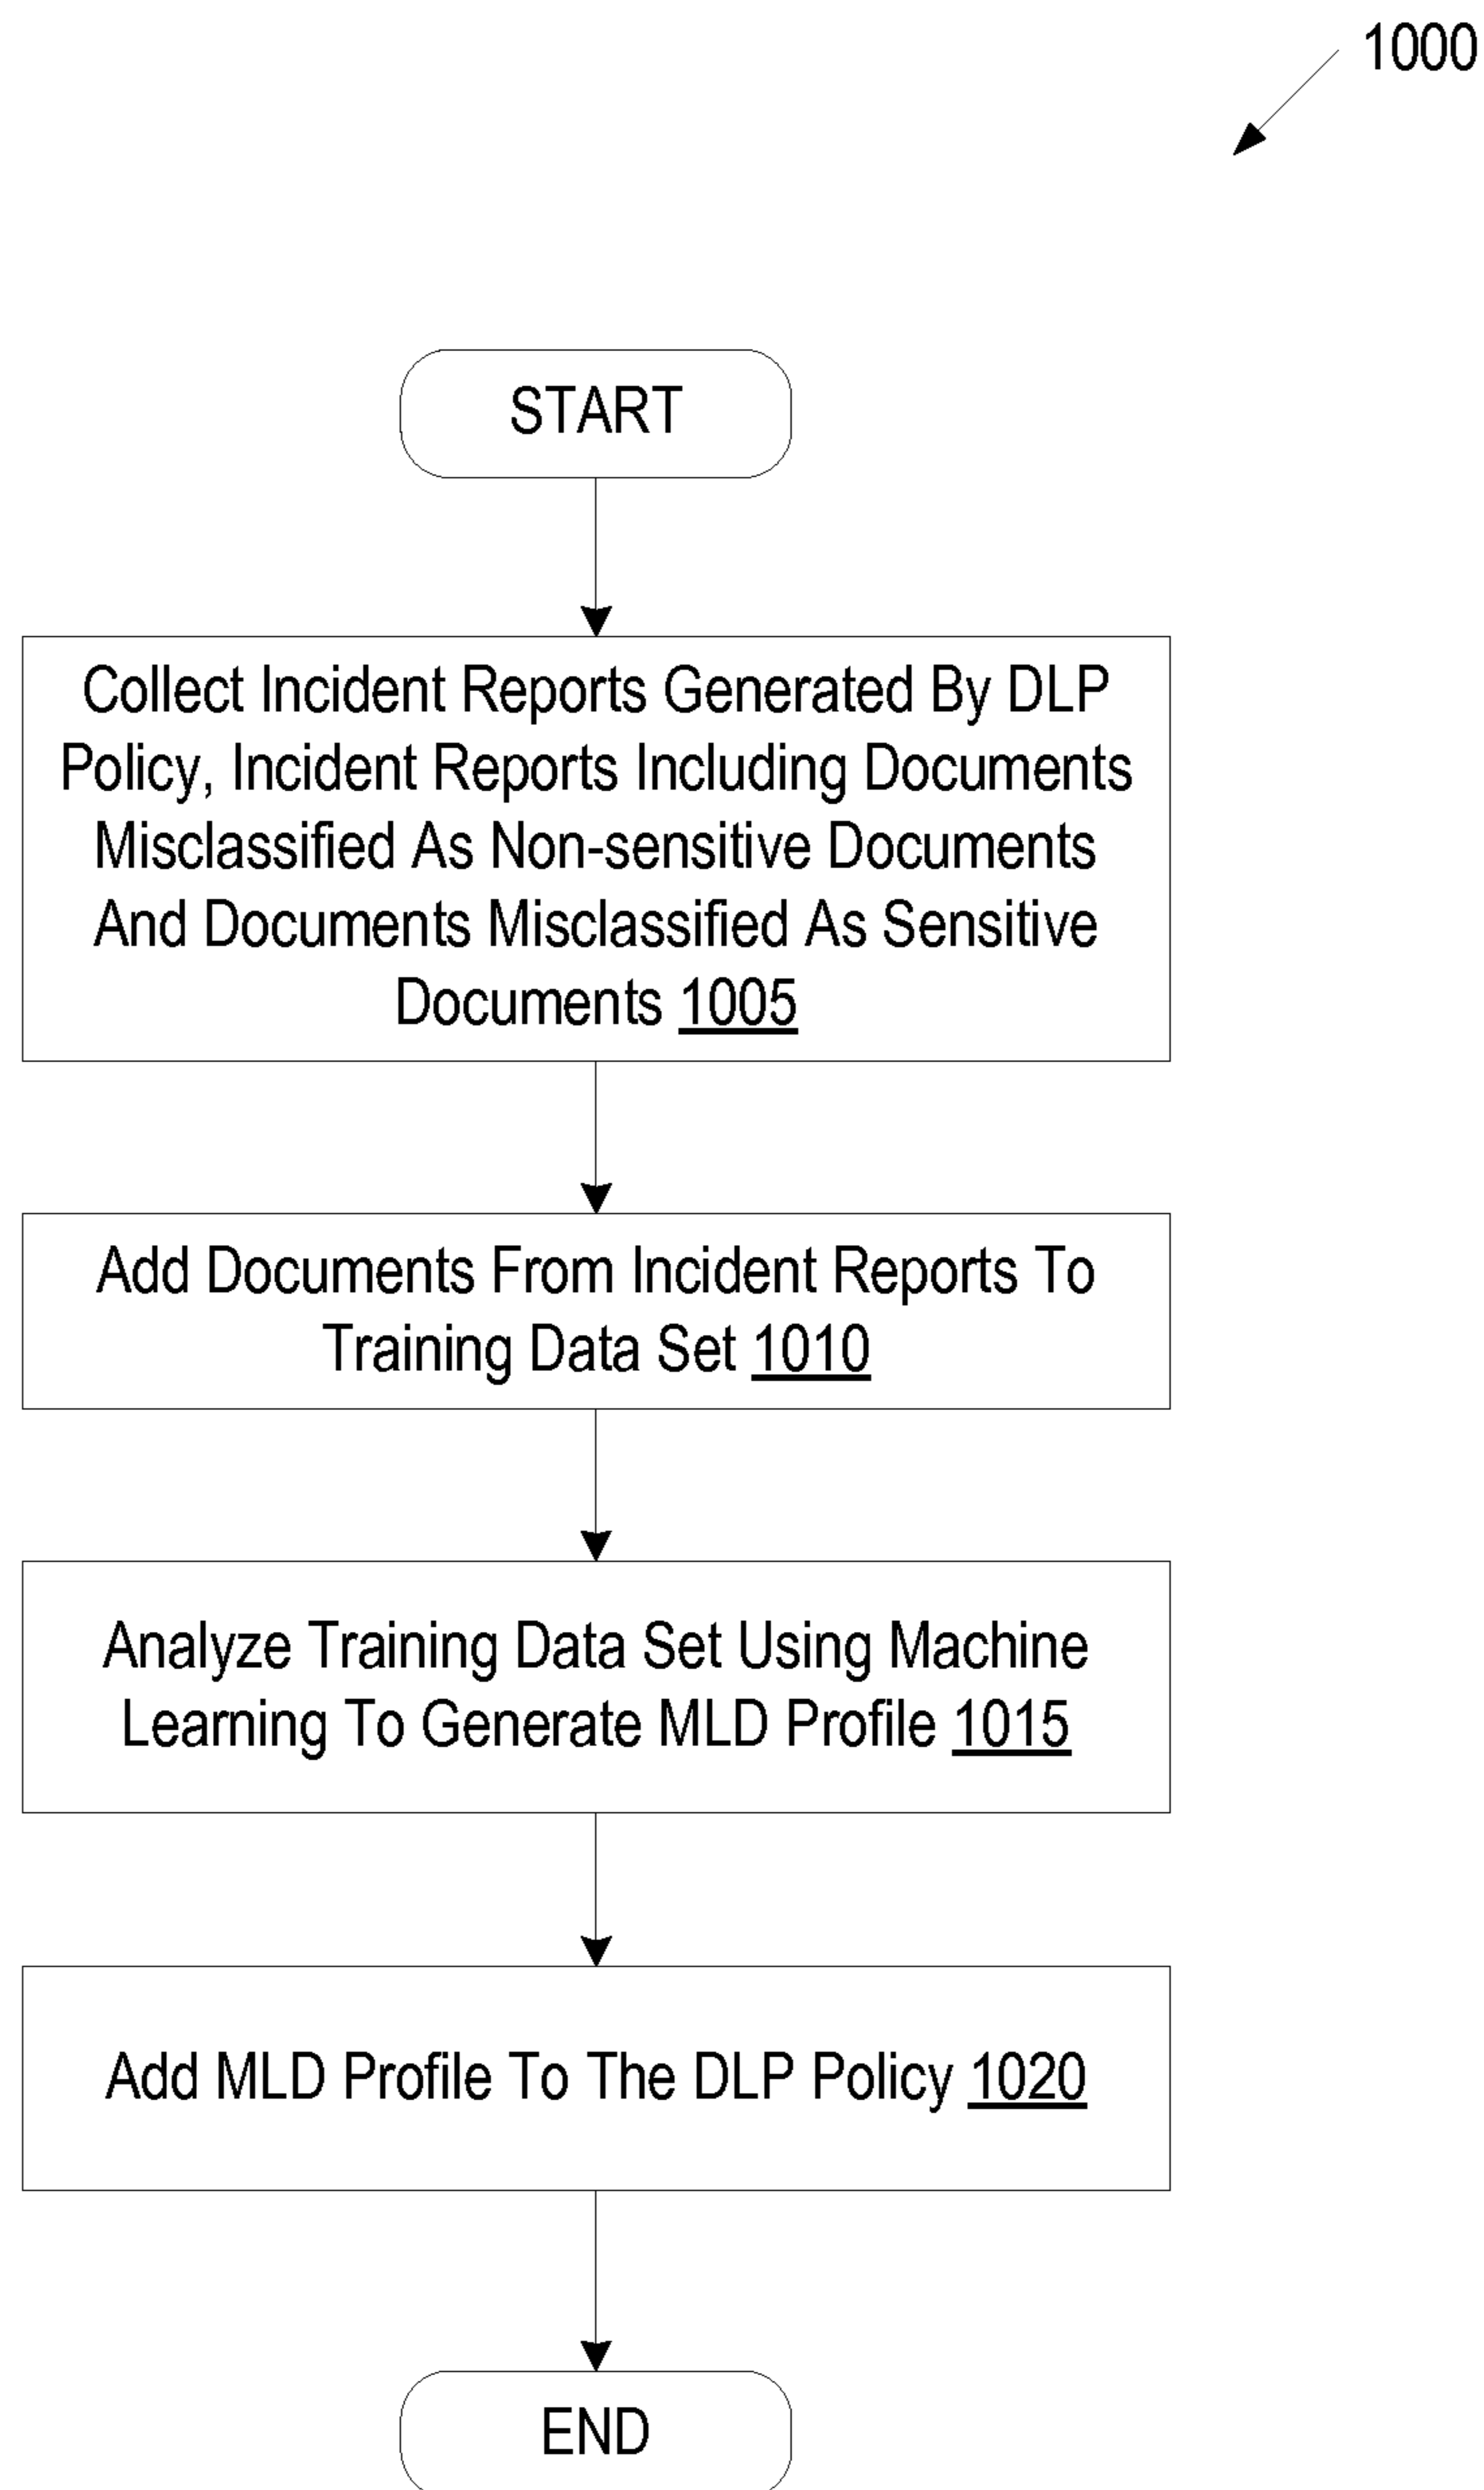 1000
START
Collect Incident Reports Generated By DLP
Policy, Incident Reports Including Documents
Misclassified As Non-sensitive Documents
And Documents Misclassified As Sensitive
Documents 1005
Add Documents From Incident Reports To
Training Data Set 1010
Analyze Training Data Set Using Machine
Learning To Generate MLD Profile 1015
Add MLD Profile To The DLP Policy 1020
END